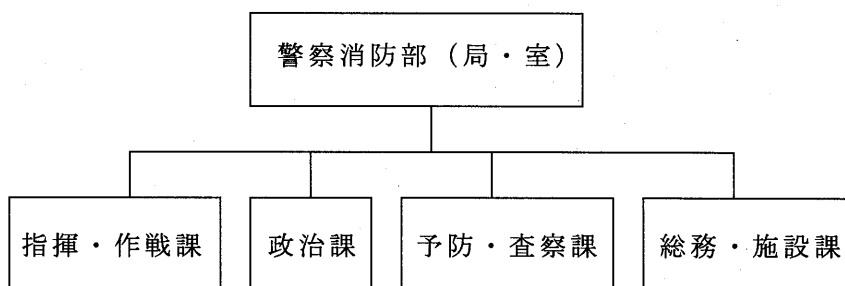 警察消防部（局・室）
指揮・作戦課
政治課
予防・査察課
総務・施設課